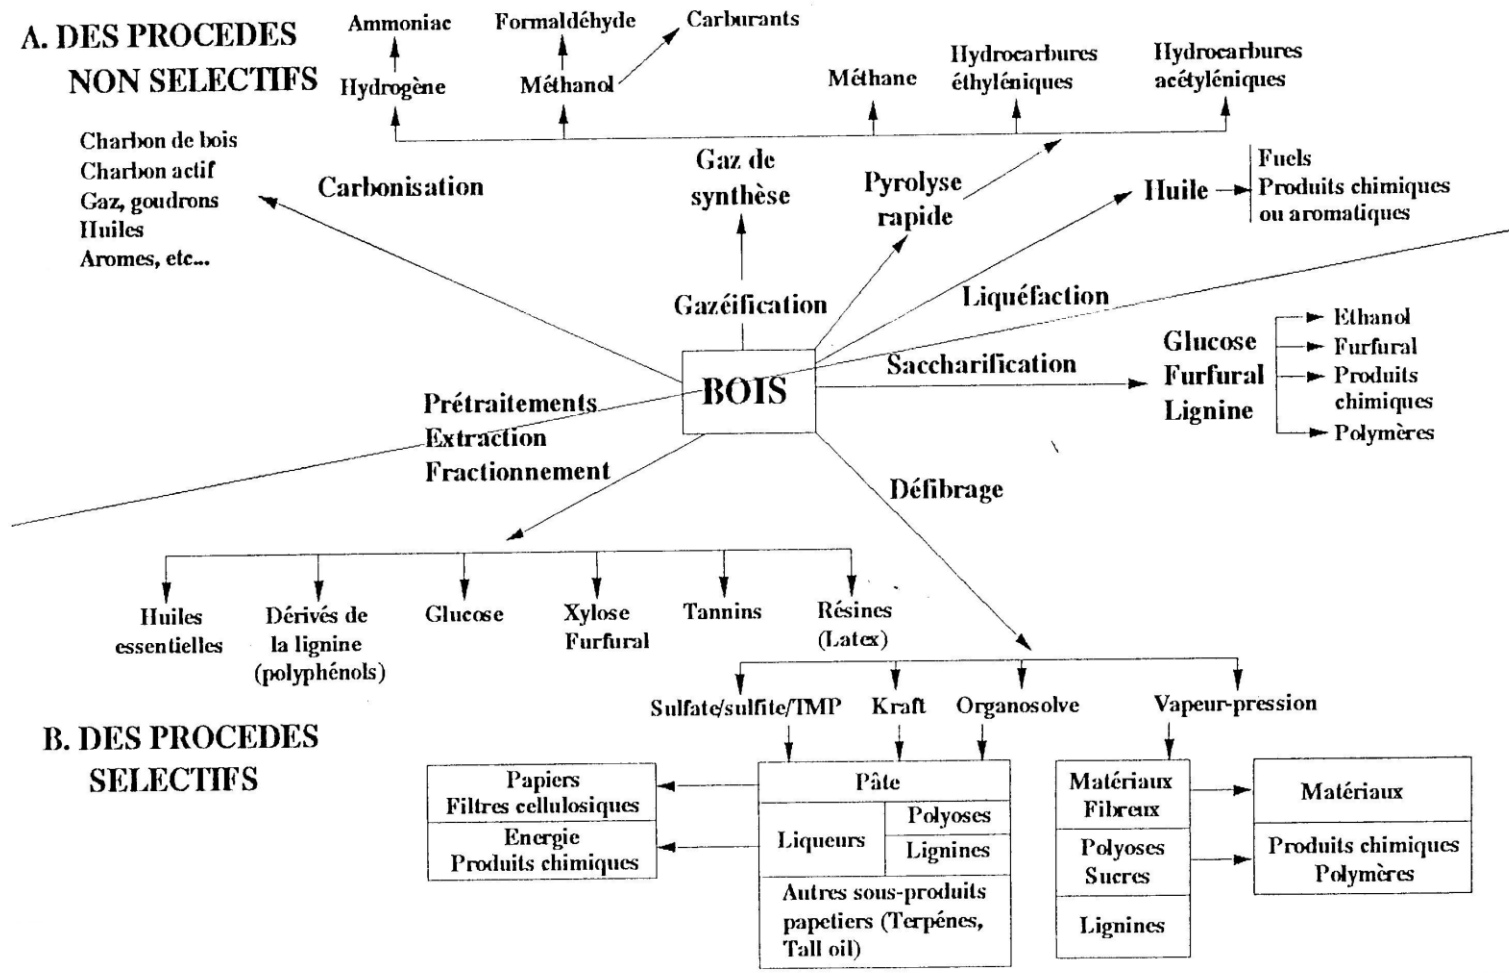 A. DES PROCEDES
NON SELECTIFS
Ammoniac
Formaldéhyde
Carburants
Hydrogène
Méthanol
Méthane
Hydrocarbures
éthyléniques
Hydrocarbures
acétyléniques
Charbon de bois
Charbon actif
Gaz, goudrons
Huiles
Aromes, etc...
Carbonisation
Gaz de
synthèse
Pyrolyse
rapide
Huile
Fuels
Produits chimiques
ou aromatiques
Gazéification
Liquéfaction
BOIS
Saccharification
Glucose
Furfural
Lignine
Ethanol
Furfural
Produits
chimiques
Polymères
Prétraitements
Extraction
Fractionnement
Défibrage
Huiles
essentielles
Dérivés de
la lignine
(polyphénols)
Glucose
Xylose
Furfural
Tannins
Résines
(Latex)
B. DES PROCEDES
SELECTIFS
Sulfate/sulfite/TMP
Kraft
Organosolve
Vapeur-pression
Papiers
Filtres cellulosiques
Energie
Produits chimiques
Pâte
Liqueurs
Polyoses
Lignines
Autres sous-produits
papetiers (Terpénes,
Tall oil)
Matériaux
Fibreux
Polyoses
Sucres
Lignines
Matériaux
Produits chimiques
Polymères